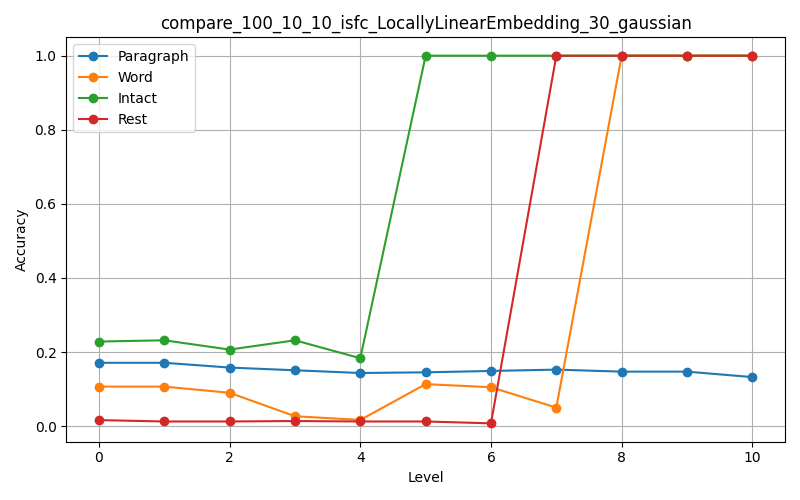 compare_100_10_10_isfc_LocallyLinearEmbedding_30_gaussian
Paragraph
Word
Intact
Rest
1.0
0.8
0.6
0.4
0.2
0.0
Accuracy
0 2 4 6 8 10
Level